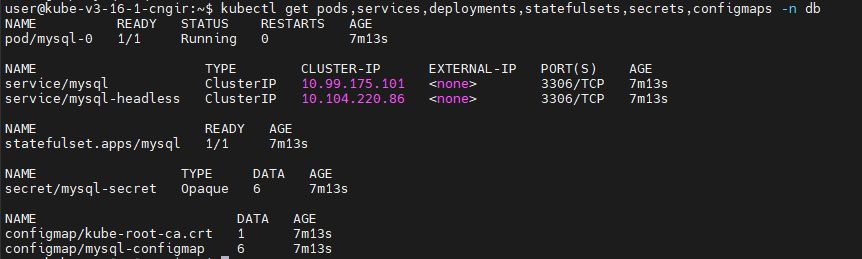 user@kube-v3-16-1-cngir:~$ kubectl get pods,services,deployments,statefulsets,secrets,configmaps -n db
NAME READY STATUS RESTARTS AGE
pod/mysql-0 1/1 Running 0 7m13s
NAME TYPE CLUSTER-IP EXTERNAL-IP PORT(S) AGE
service/mysql ClusterIP 10.99.175.101 <none> 3306/TCP 7m13s
service/mysql-headless ClusterIP 10.104.220.86 <none> 3306/TCP 7m13s
NAME READY AGE
statefulset.apps/mysql 1/1 7m13s
NAME TYPE DATA AGE
secret/mysql-secret Opaque 6 7m13s
NAME DATA AGE
configmap/kube-root-ca.crt 1 7m13s
configmap/mysql-configmap 6 7m13s